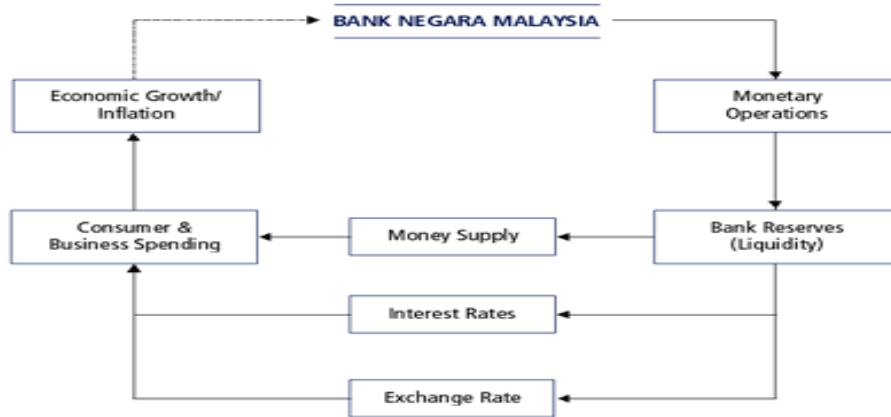 BANK NEGARA MALAYSIA
Economic Growth/
Inflation
Monetary
Operations
Consumer &
Business Spending
Money Supply
Bank Reserves
(Liquidity)
Interest Rates
Exchange Rate